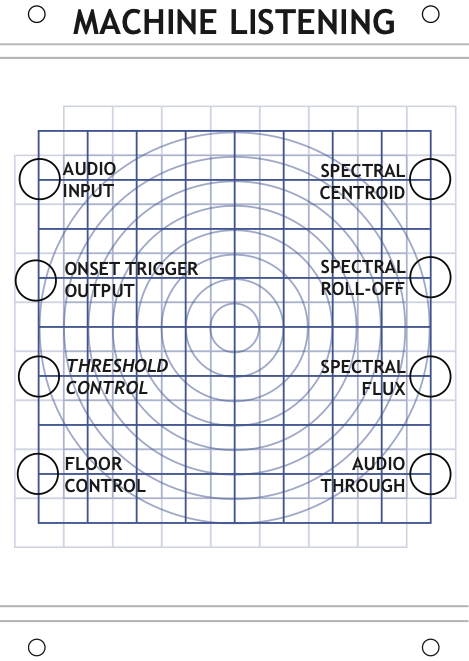 MACHINE LISTENING
AUDIO
INPUT
SPECTRAL
CENTROID
ONSET TRIGGER
OUTPUT
SPECTRAL
ROLL-OFF
THRESHOLD
CONTROL
SPECTRAL
FLUX
FLOOR
CONTROL
AUDIO
THROUGH